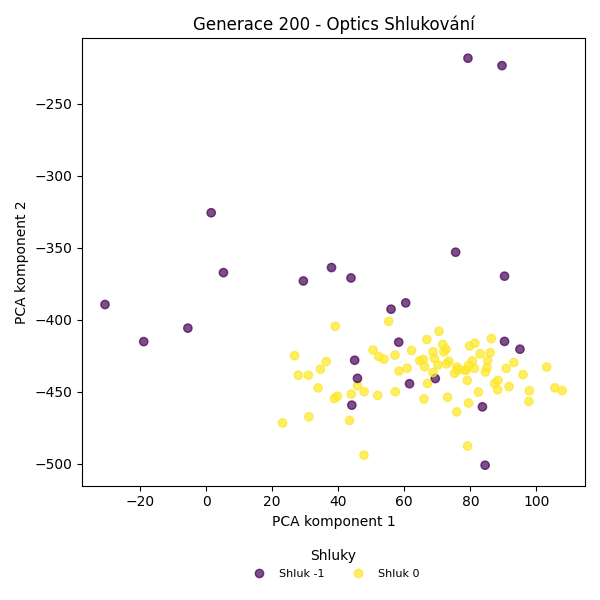 Generace 200 - Optics Shlukování
PCA komponent 2
−250
−300
−350
−400
−450
−500
−20
0
20
40
60
80
100
PCA komponent 1
Shluky
Shluk -1
Shluk 0